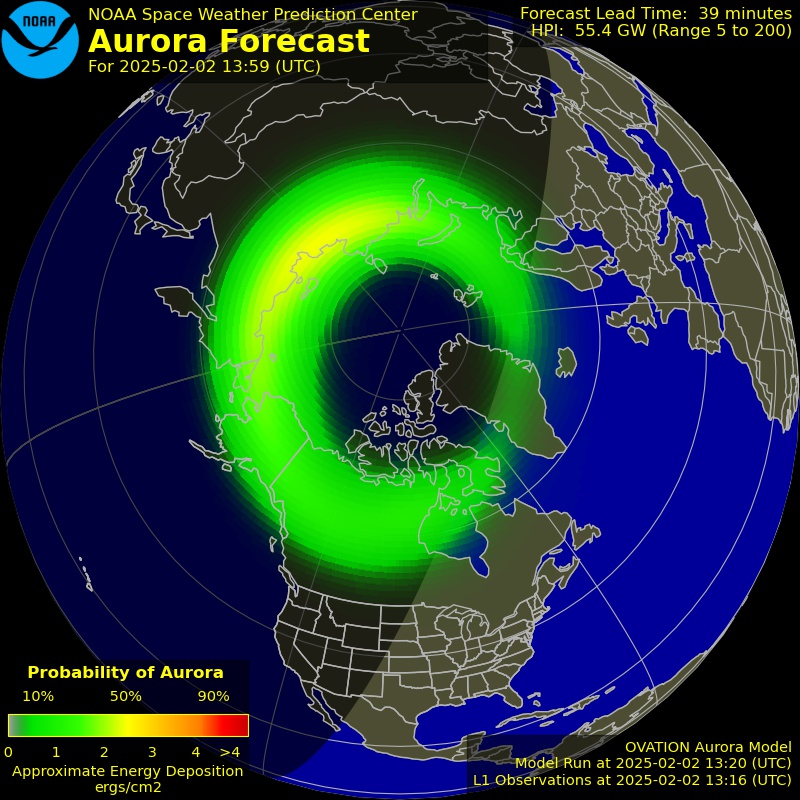 NOAA
NOAA Space Weather Prediction Center
Aurora Forecast
For 2025-02-02 13:59 (UTC)
Forecast Lead Time: 39 minutes
HPI: 55.4 GW (Range 5 to 200)
Probability of Aurora
10% 50% 90%
0 1 2 3 4 >4
Approximate Energy Deposition
ergs/cm2
OVATION Aurora Model
Model Run at 2025-02-02 13:20 (UTC)
L1 Observations at 2025-02-02 13:16 (UTC)